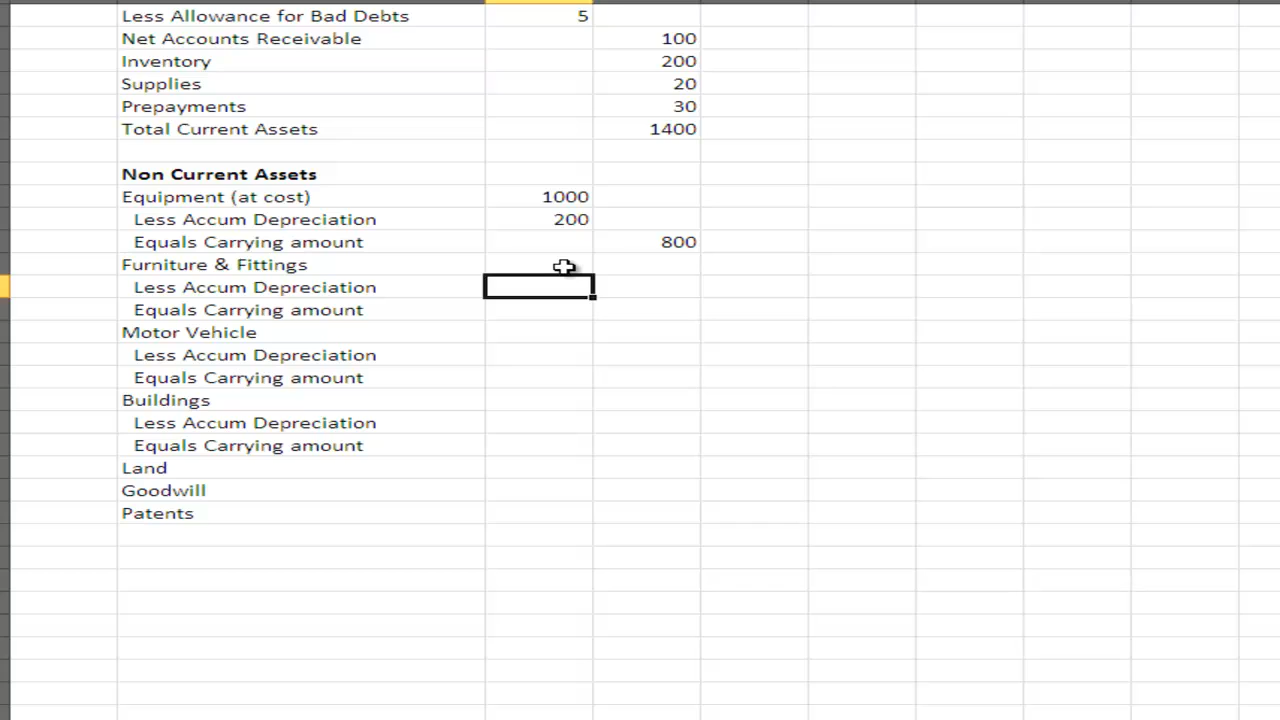 Less Allowance for Bad Debts 5
Net Accounts Receivable 100
Inventory 200
Supplies 20
Prepayments 30
Total Current Assets 1400
Non Current Assets
Equipment (at cost) 1000
Less Accum Depreciation 200
Equals Carrying amount 800
Furniture & Fittings
Less Accum Depreciation
Equals Carrying amount
Motor Vehicle
Less Accum Depreciation
Equals Carrying amount
Buildings
Less Accum Depreciation
Equals Carrying amount
Land
Goodwill
Patents